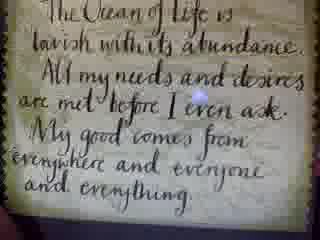 The Ocean of Life is
lavish with its abundance.
All my needs and desires
are met before I even ask.
My good comes from
everywhere and everyone
and everything.